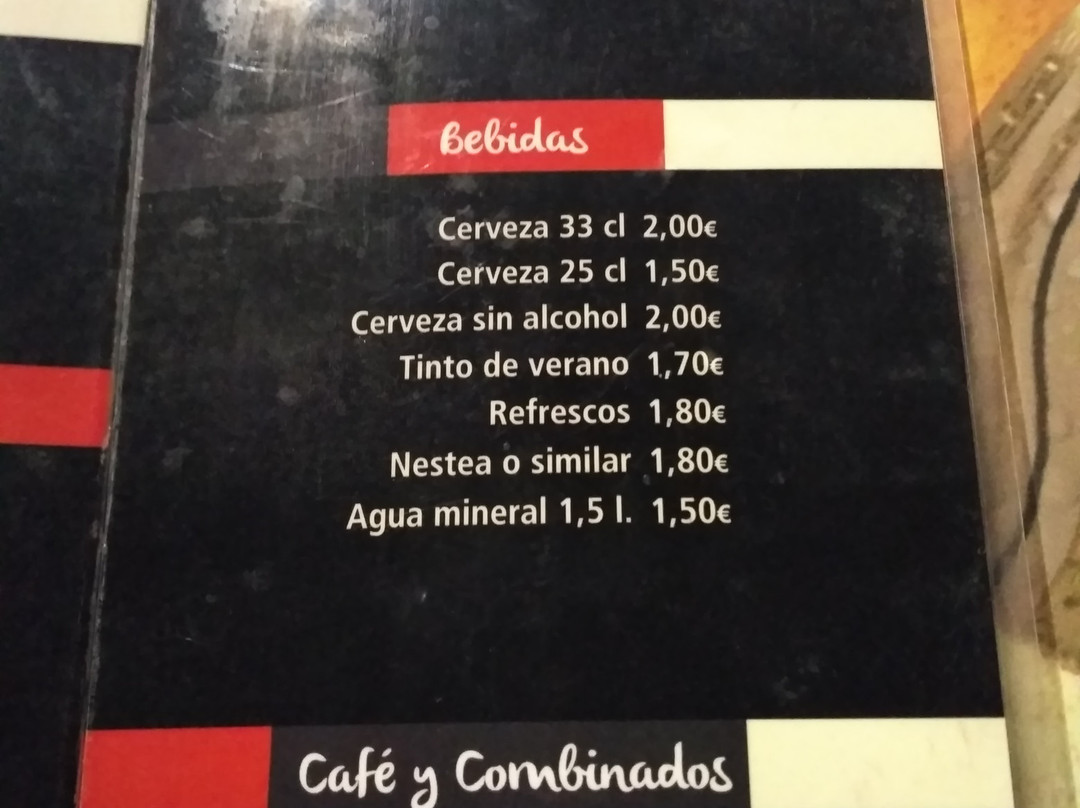 Bebidas
Cerveza 33 cl 2,00€
Cerveza 25 cl 1,50€
Cerveza sin alcohol 2,00€
Tinto de verano 1,70€
Refrescos 1,80€
Nestea o similar 1,80€
Agua mineral 1,5 l. 1,50€
Café y Combinados